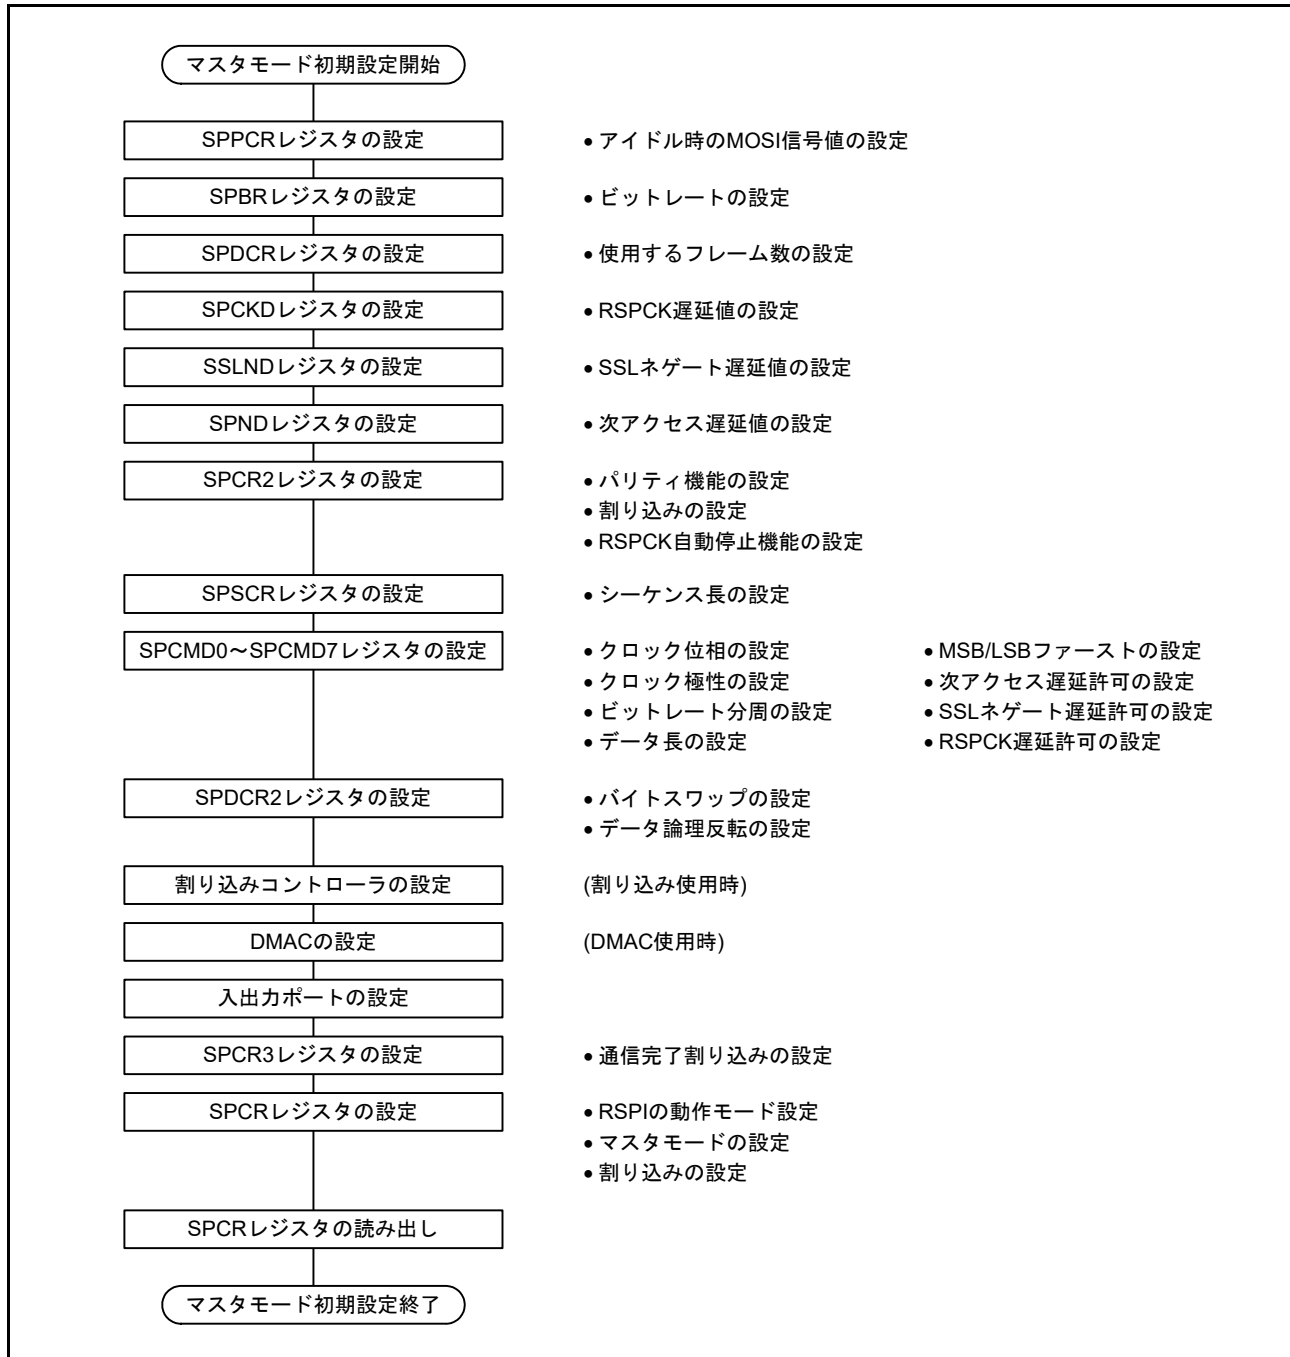 マスタモード初期設定開始
SPPCRレジスタの設定
●アイドル時のMOSI信号値の設定
SPBRレジスタの設定
●ビットレートの設定
SPDCRレジスタの設定
●使用するフレーム数の設定
SPCKDレジスタの設定
●RSPCK遅延値の設定
SSLNDレジスタの設定
●SSLネゲート遅延値の設定
SPNDレジスタの設定
●次アクセス遅延値の設定
SPCR2レジスタの設定
●パリティ機能の設定
●割り込みの設定
●RSPCK自動停止機能の設定
SPSCRレジスタの設定
●シーケンス長の設定
SPCMD0～SPCMD7レジスタの設定
●クロック位相の設定
●クロック極性の設定
●ビットレート分周の設定
●データ長の設定
●MSB/LSBファーストの設定
●次アクセス遅延許可の設定
●SSLネゲート遅延許可の設定
●RSPCK遅延許可の設定
SPDCR2レジスタの設定
●バイトスワップの設定
●データ論理反転の設定
割り込みコントローラの設定
(割り込み使用時)
DMACの設定
(DMAC使用時)
入出力ポートの設定
SPCR3レジスタの設定
●通信完了割り込みの設定
SPCRレジスタの設定
●RSPIの動作モード設定
●マスタモードの設定
●割り込みの設定
SPCRレジスタの読み出し
マスタモード初期設定終了